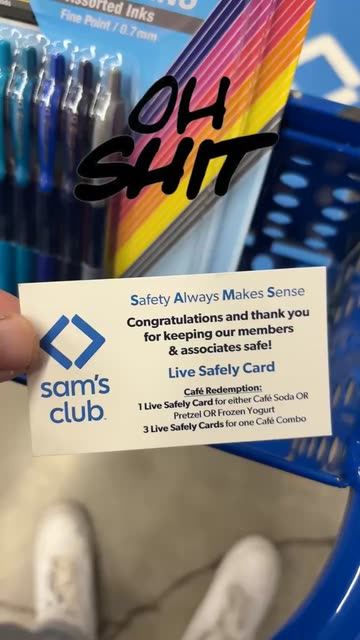 Assorted Inks
Fine Point / 0.7mm
OH
SHIT
Safety Always Makes Sense
Congratulations and thank you
for keeping our members
& associates safe!
Live Safely Card
Café Redemption:
1 Live Safely Card for either Café Soda OR
Pretzel OR Frozen Yogurt
3 Live Safely Cards for one Café Combo
sam's
club